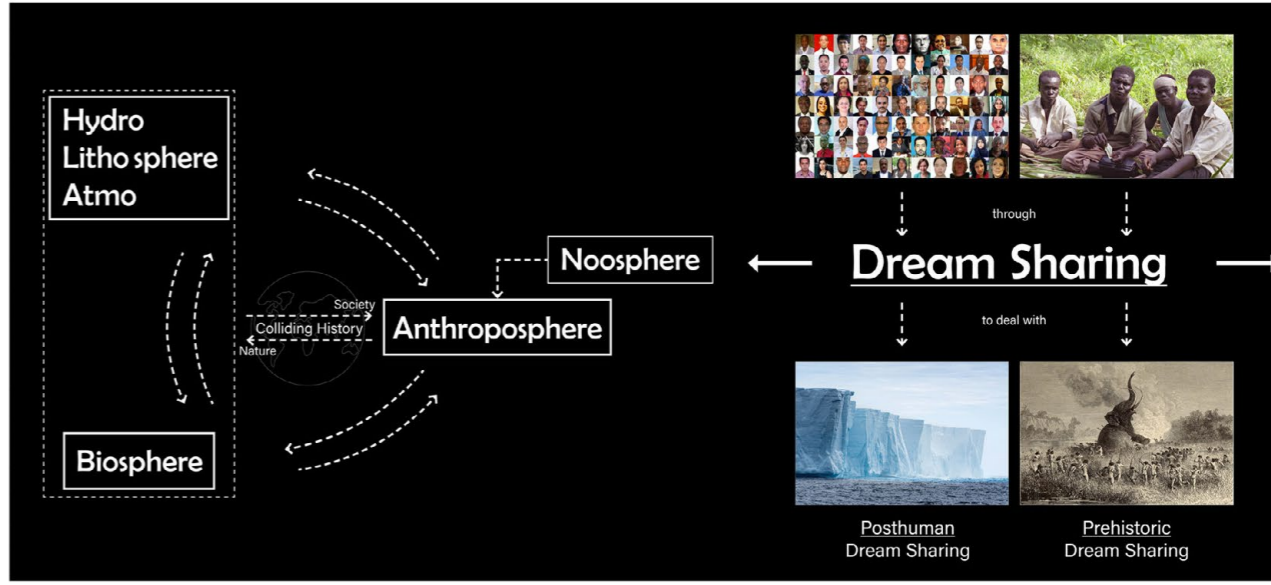 Hydro
Litho sphere
Atmo
Biosphere
Society
Colliding History
Nature
Anthroposphere
Noosphere
through
Dream Sharing
to deal with
Posthuman
Dream Sharing
Prehistoric
Dream Sharing